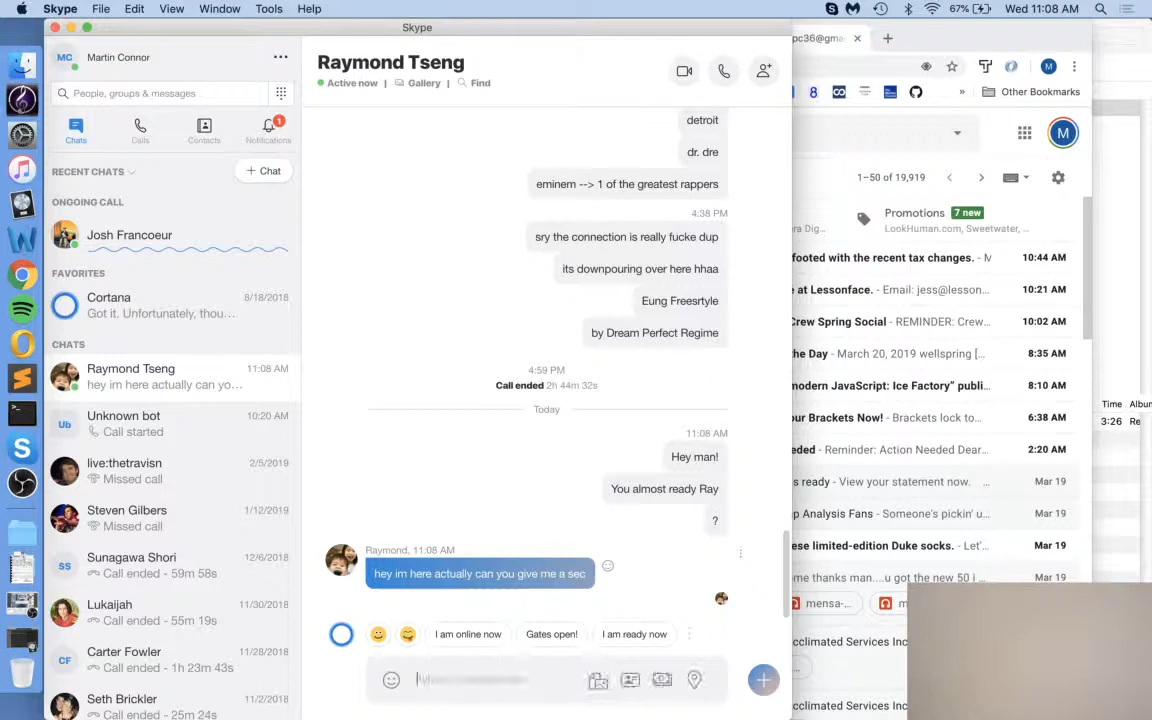 Skype File Edit View Window Tools Help
67% Wed 11:08 AM
Skype
MC Martin Connor
People, groups & messages
Chats Calls Contacts Notifications 1
RECENT CHATS
+ Chat
ONGOING CALL
Josh Francoeur
FAVORITES
Cortana 8/18/2018
Got it. Unfortunately, thou…
CHATS
Raymond Tseng 11:08 AM
hey im here actually can yo…
Ub Unknown bot 10:20 AM
Call started
live:thetravisn 2/5/2019
Missed call
Steven Gilbers 1/12/2019
Missed call
SS Sunagawa Shori 12/6/2018
Call ended - 59m 58s
Lukaijah 11/30/2018
Call ended - 55m 19s
CF Carter Fowler 11/28/2018
Call ended - 1h 23m 43s
Seth Brickler 11/2/2018
Call ended - 25m 24s
Raymond Tseng
Active now | Gallery | Find
detroit
dr. dre
eminem --> 1 of the greatest rappers
4:38 PM
sry the connection is really fucke dup
its downpouring over here hhaa
Eung Freesrtyle
by Dream Perfect Regime
4:59 PM
Call ended 2h 44m 32s
Today
11:08 AM
Hey man!
You almost ready Ray
?
Raymond, 11:08 AM
hey im here actually can you give me a sec
I am online now
Gates open!
I am ready now
pc36@gma
M
Other Bookmarks
M
1–50 of 19,919
Promotions 7 new
LookHuman.com, Sweetwater, ...
era Dig...
footed with the recent tax changes. - M 10:44 AM
e at Lessonface. - Email: jess@lesson... 10:21 AM
Crew Spring Social - REMINDER: Crew... 10:02 AM
the Day - March 20, 2019 wellspring [... 8:35 AM
modern JavaScript: Ice Factory" publi... 8:10 AM
our Brackets Now! - Brackets lock to... 6:38 AM
eded - Reminder: Action Needed Dear... 2:20 AM
s ready - View your statement now. ... Mar 19
p Analysis Fans - Someone's pickin' u... Mar 19
ese limited-edition Duke socks. - Let'... Mar 19
me thanks man....u got the new 50 i Mar 19
mensa-...
cclimated Services Inc
cclimated Services Inc
Time Album
3:26 Re